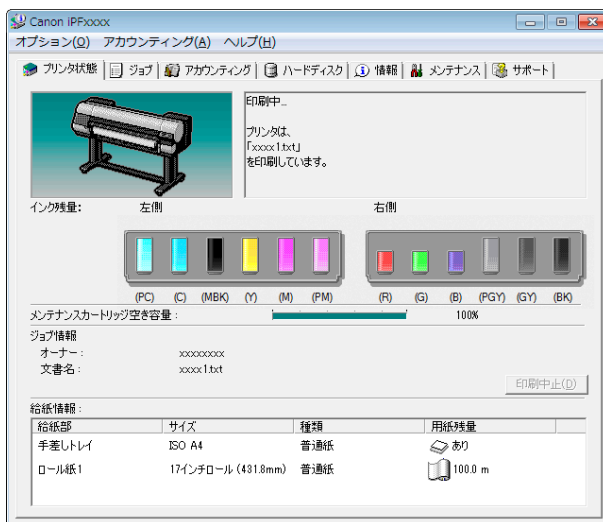 Canon iPFxxxx
オプション(O) アカウンティング(A) ヘルプ(H)
プリンタ状態 ジョブ アカウンティング ハードディスク 情報 メンテナンス サポート
印刷中...
プリンタは、
「xxxx1.txt」
を印刷しています。
インク残量: 左側 右側
(PC) (C) (MBK) (Y) (M) (PM) (R) (G) (B) (PGY) (GY) (BK)
メンテナンスカートリッジ空き容量: 100%
ジョブ情報
オーナー: xxxxxxxx
文書名: xxxx1.txt
印刷中止(D)
給紙情報:
給紙部 サイズ 種類 用紙残量
手差しトレイ ISO A4 普通紙 あり
ロール紙1 17インチロール (431.8mm) 普通紙 100.0 m